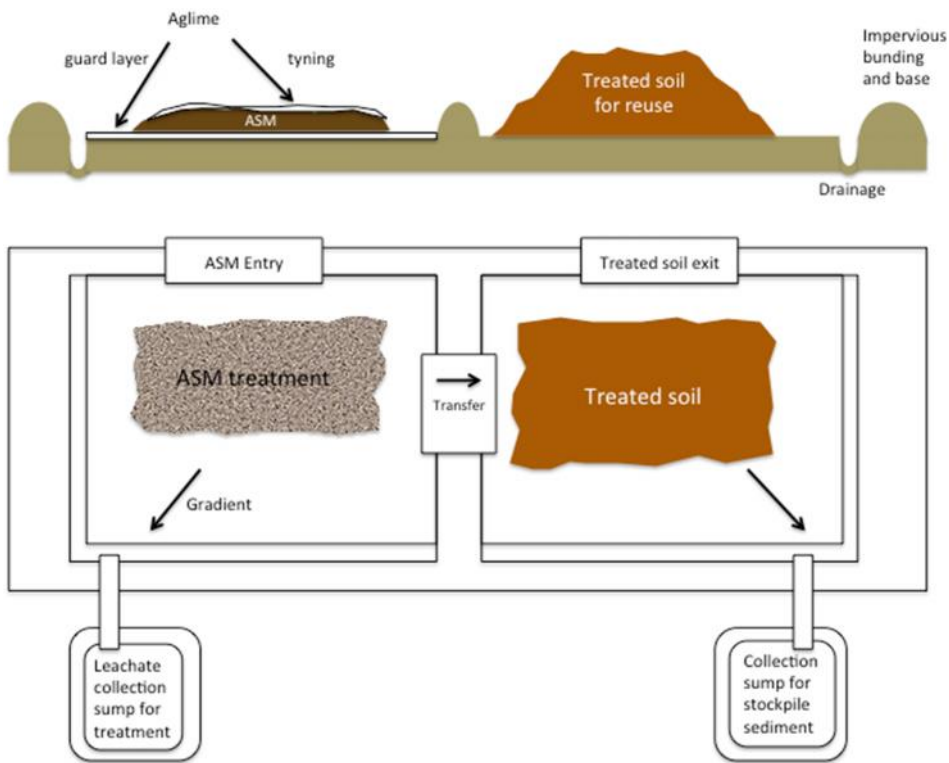 Aglime
guard layer
tyning
Impervious
bunding
and base
ASM
Treated soil
for reuse
Drainage
ASM Entry
Treated soil exit
ASM treatment
Transfer
Treated soil
Gradient
Leachate
collection
sump for
treatment
Collection
sump for
stockpile
sediment